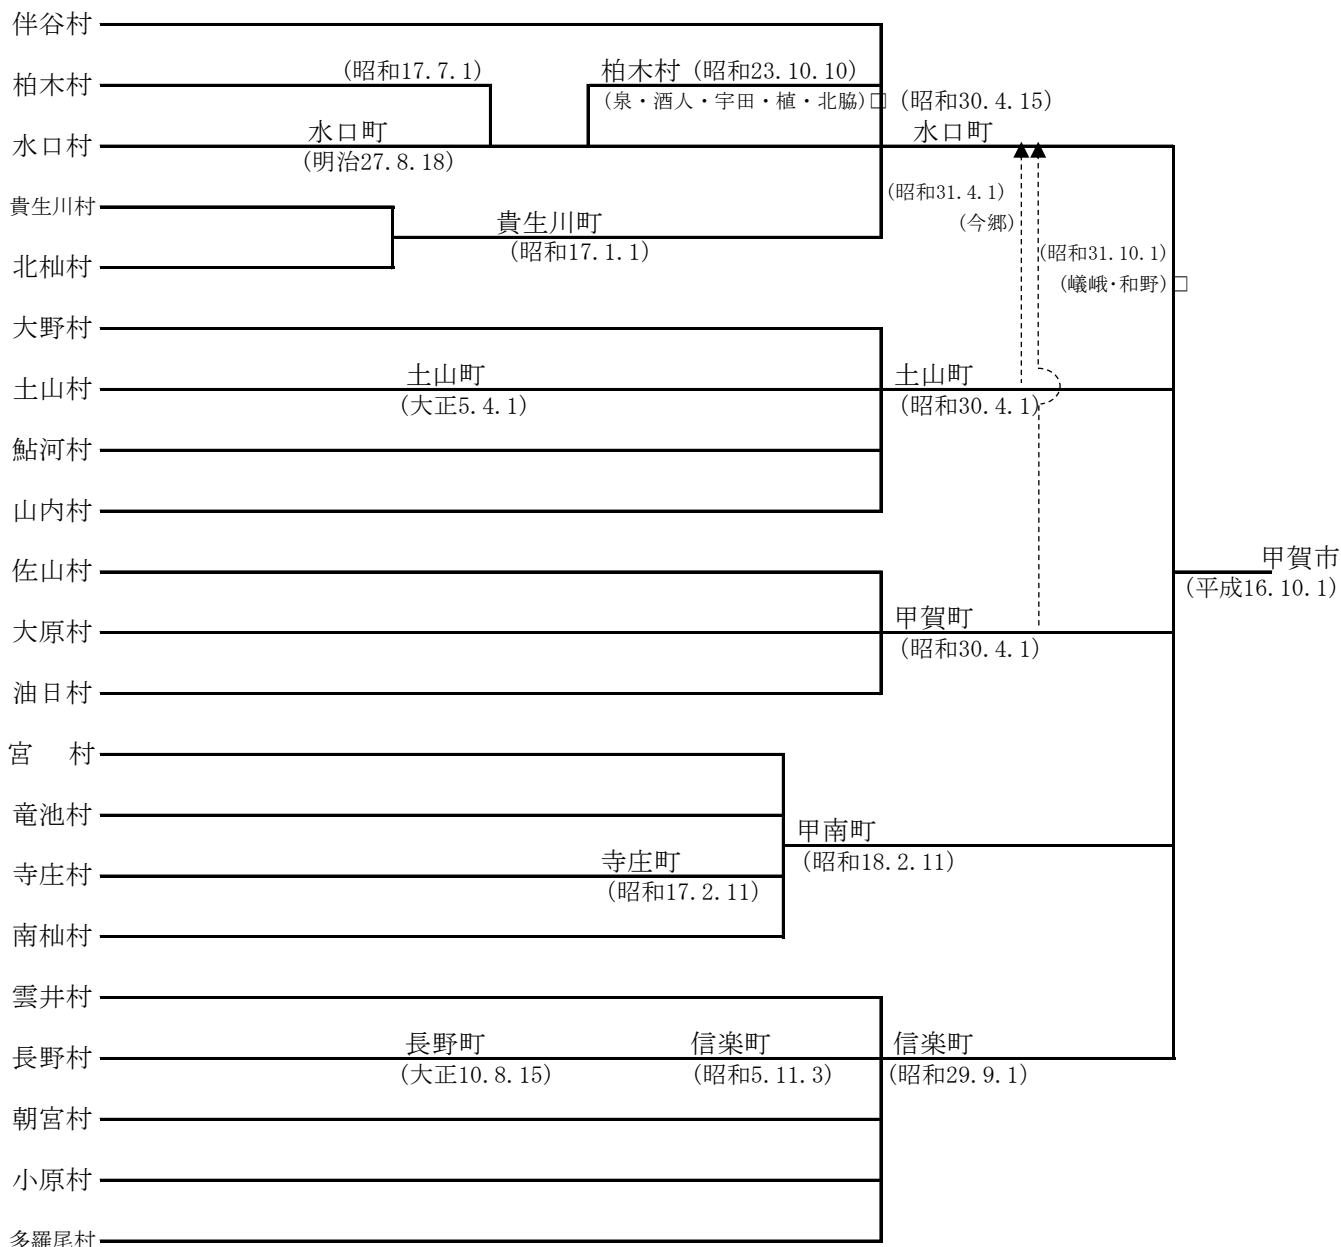 伴谷村
柏木村
(昭和17.7.1)
柏木村 (昭和23.10.10)
(泉・酒人・宇田・植・北脇)□
(昭和30.4.15)
水口村
水口町
(明治27.8.18)
水口町
貴生川村
貴生川町
(昭和17.1.1)
(昭和31.4.1)
(今郷)
北杣村
(昭和31.10.1)
(嶬峨・和野)□
大野村
土山村
土山町
(大正5.4.1)
土山町
(昭和30.4.1)
鮎河村
山内村
佐山村
甲賀市
(平成16.10.1)
大原村
甲賀町
(昭和30.4.1)
油日村
宮 村
竜池村
甲南町
(昭和18.2.11)
寺庄村
寺庄町
(昭和17.2.11)
南杣村
雲井村
長野村
長野町
(大正10.8.15)
信楽町
(昭和5.11.3)
信楽町
(昭和29.9.1)
朝宮村
小原村
多羅尾村